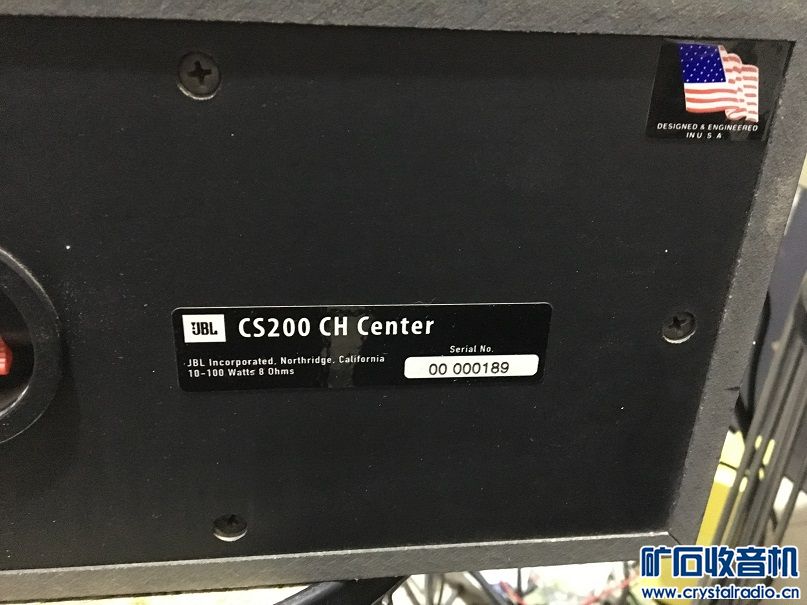 DESIGNED & ENGINEERED
IN U S A
JBL CS200 CH Center
Serial No.
JBL Incorporated, Northridge, California
10-100 Watts 8 Ohms
00 000189
矿石收音机
www.crystalradio.cn